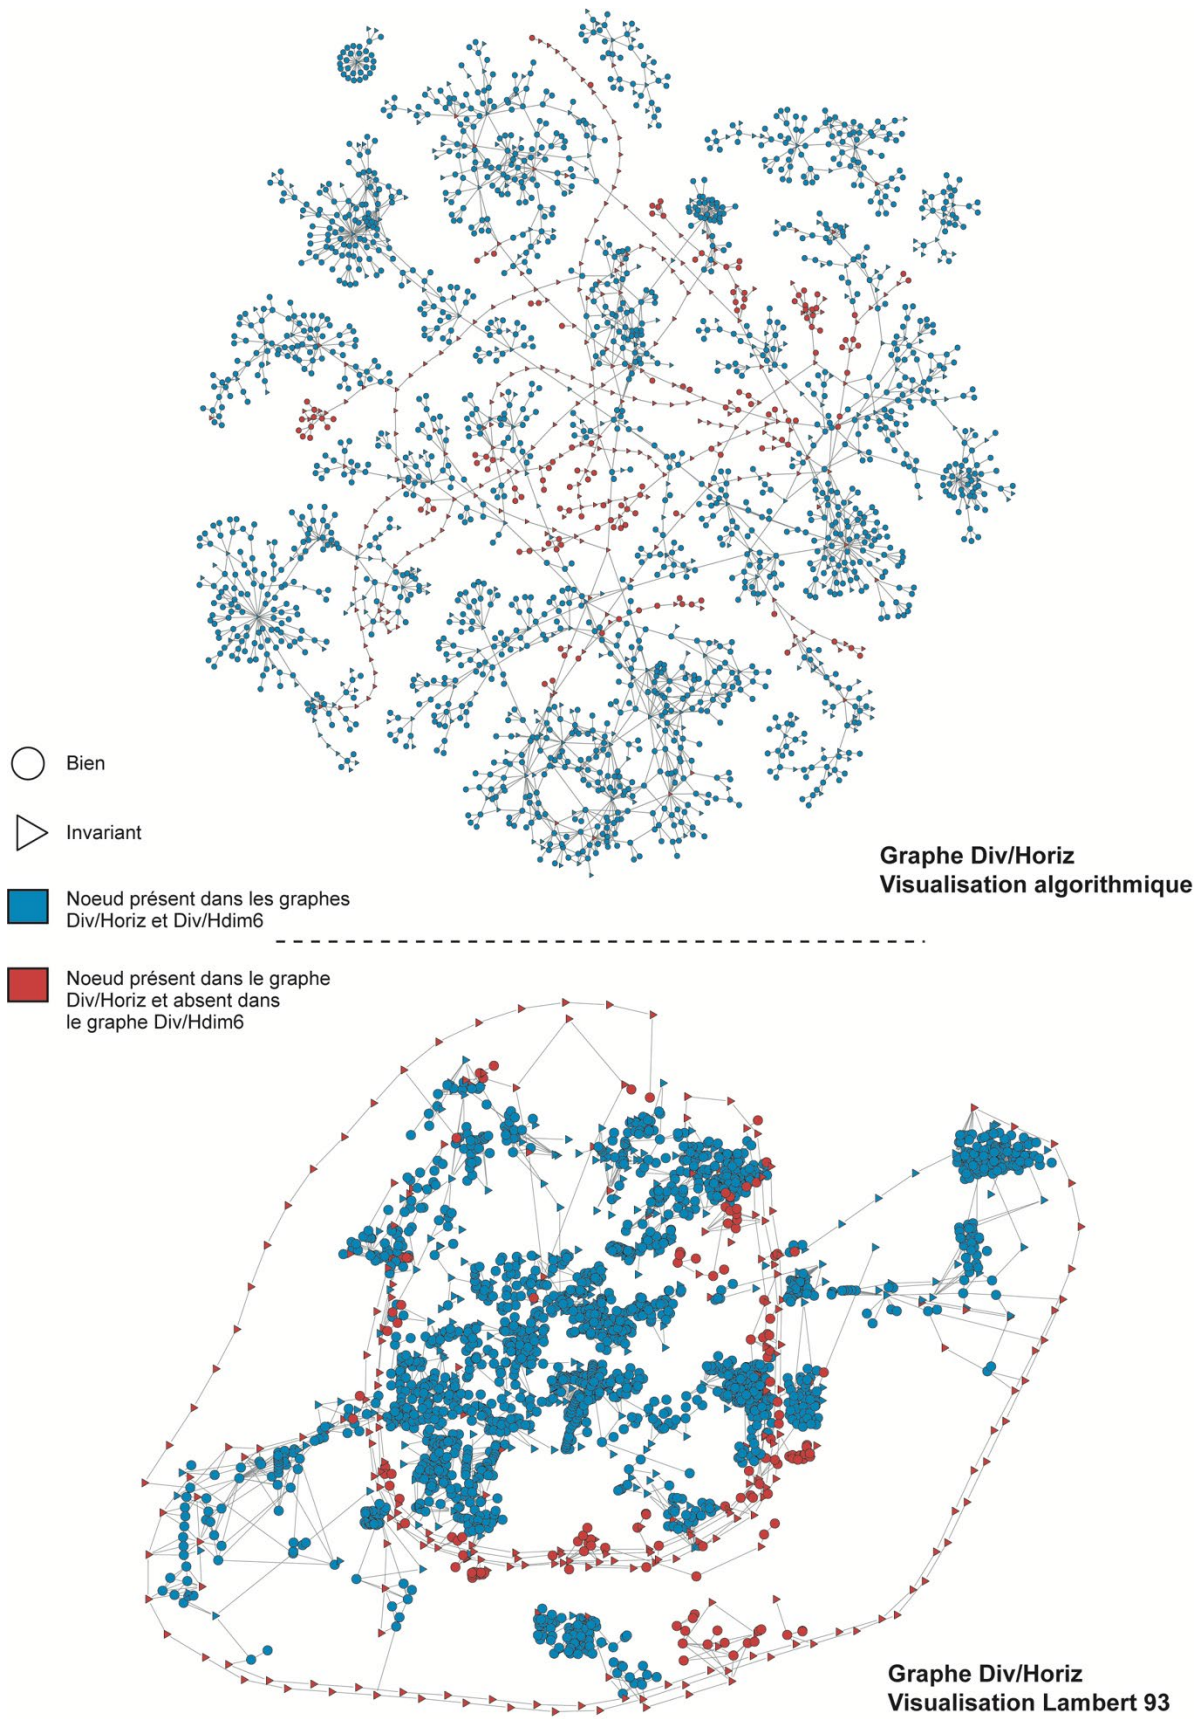 Bien
Invariant
Graphe Div/Horiz
Visualisation algorithmique
Noeud présent dans les graphes
Div/Horiz et Div/Hdim6
Noeud présent dans le graphe
Div/Horiz et absent dans
le graphe Div/Hdim6
Graphe Div/Horiz
Visualisation Lambert 93